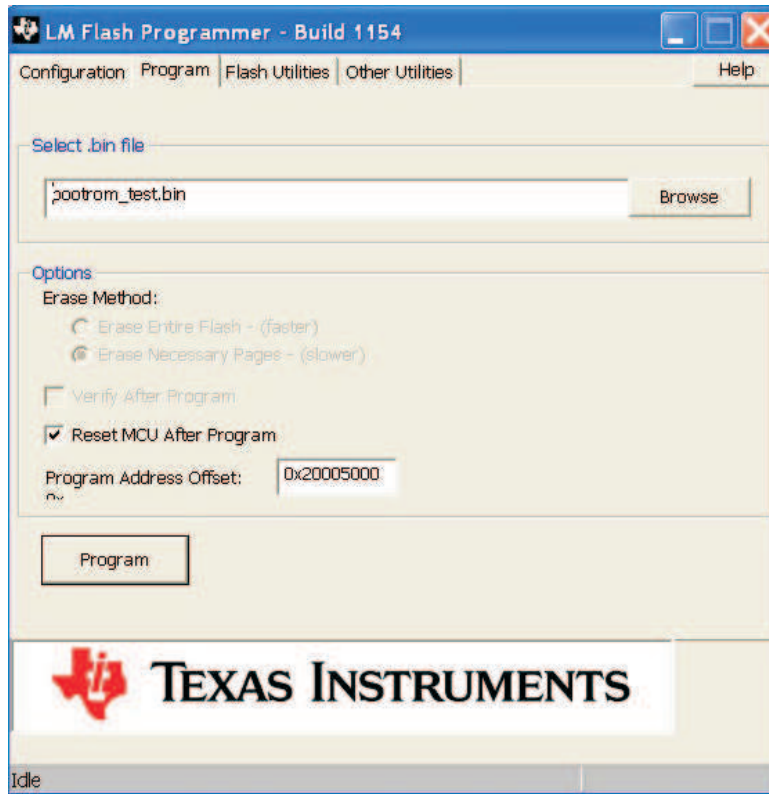 LM Flash Programmer - Build 1154
Configuration Program Flash Utilities Other Utilities Help
Select .bin file
bootrom_test.bin Browse
Options
Erase Method:
Erase Entire Flash - (faster)
Erase Necessary Pages - (slower)
Verify After Program
Reset MCU After Program
Program Address Offset: 0x20005000
0x
Program
TEXAS INSTRUMENTS
Idle